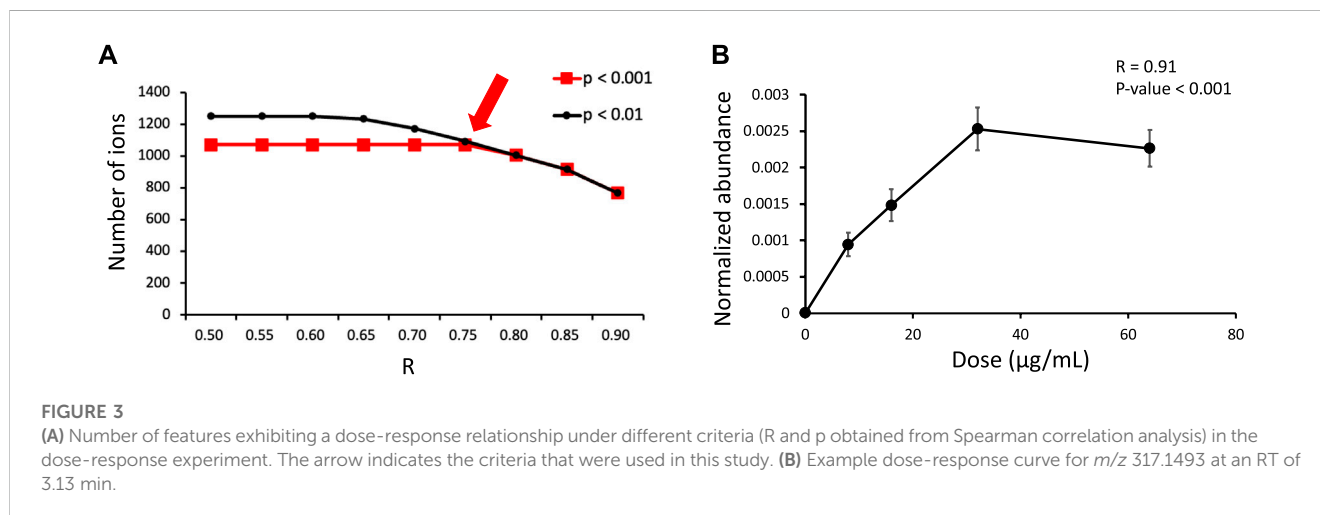 A
p < 0.001
p < 0.01
1400
1200
1000
800
600
400
200
0
Number of ions
0.50 0.55 0.60 0.65 0.70 0.75 0.80 0.85 0.90
R
B
R = 0.91
P-value < 0.001
0.003
0.0025
0.002
0.0015
0.001
0.0005
0
Normalized abundance
0 20 40 60 80
Dose (µg/mL)
FIGURE 3
(A) Number of features exhibiting a dose-response relationship under different criteria (R and p obtained from Spearman correlation analysis) in the
dose-response experiment. The arrow indicates the criteria that were used in this study. (B) Example dose-response curve for m/z 317.1493 at an RT of
3.13 min.